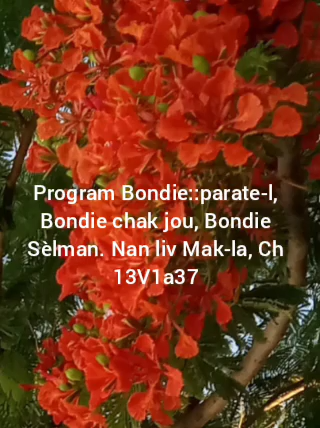 Program Bondie::parate-l,
Bondie chak jou, Bondie
Sèlman. Nan liv Mak-la, Ch
13V1a37